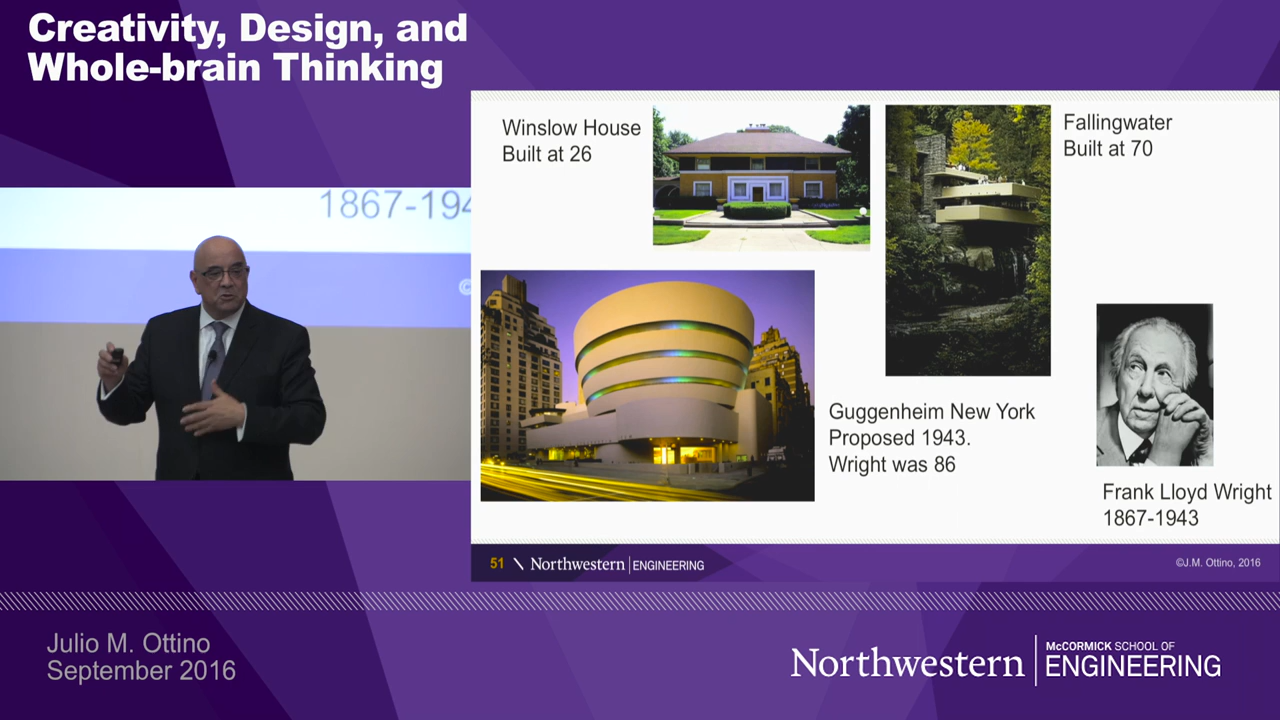 Creativity, Design, and
Whole-brain Thinking
1867-194
©
Winslow House
Built at 26
Fallingwater
Built at 70
Guggenheim New York
Proposed 1943.
Wright was 86
Frank Lloyd Wright
1867-1943
51 \ Northwestern | ENGINEERING
©J.M. Ottino, 2016
Julio M. Ottino
September 2016
Northwestern
McCORMICK SCHOOL OF
ENGINEERING